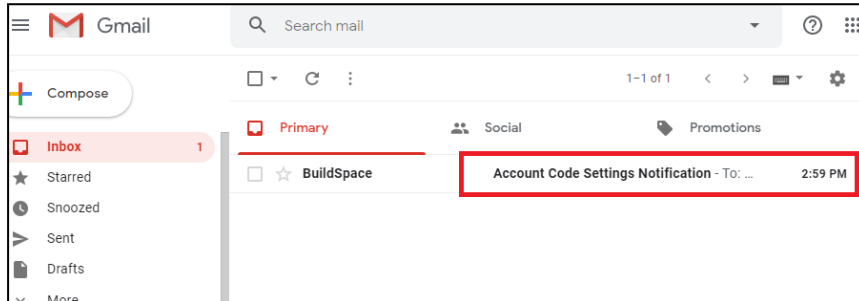 Gmail
Search mail
Compose
1–1 of 1
Primary
Social
Promotions
Inbox 1
BuildSpace Account Code Settings Notification - To: ... 2:59 PM
Starred
Snoozed
Sent
Drafts
More